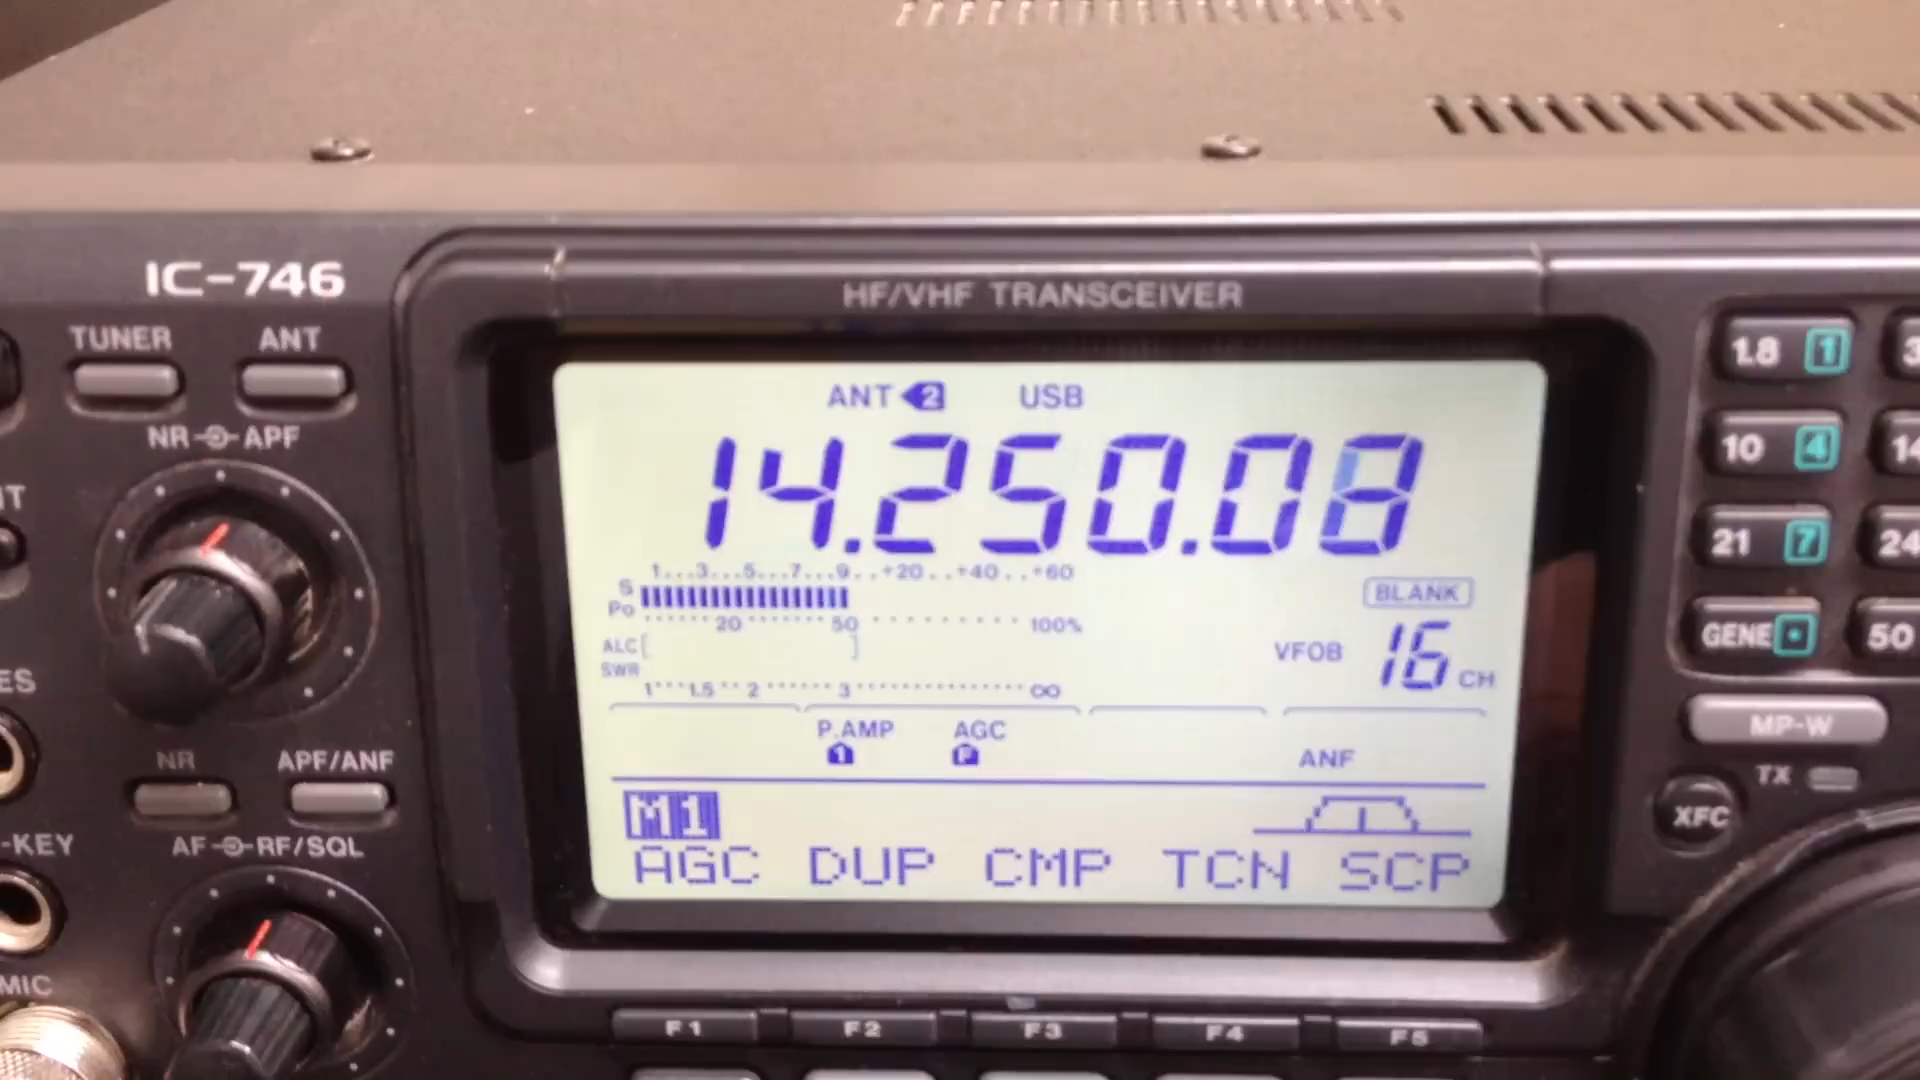 IC-746
HF/VHF TRANSCEIVER
TUNER ANT
NR APF
NR APF/ANF
-KEY
AF RF/SQL
MIC
ANT 2 USB
14.250.08
S 1...3...5...7...9..+20..+40..+60
Po 20 50 100%
ALC
SWR 1 1.5 2 3 ∞
BLANK
VFOB 16 CH
P.AMP AGC
1 F
ANF
M1
AGC DUP CMP TCN SCP
F1 F2 F3 F4 F5
1.8 1 3
10 4 14
21 7 24
GENE . 50
MP-W
TX
XFC